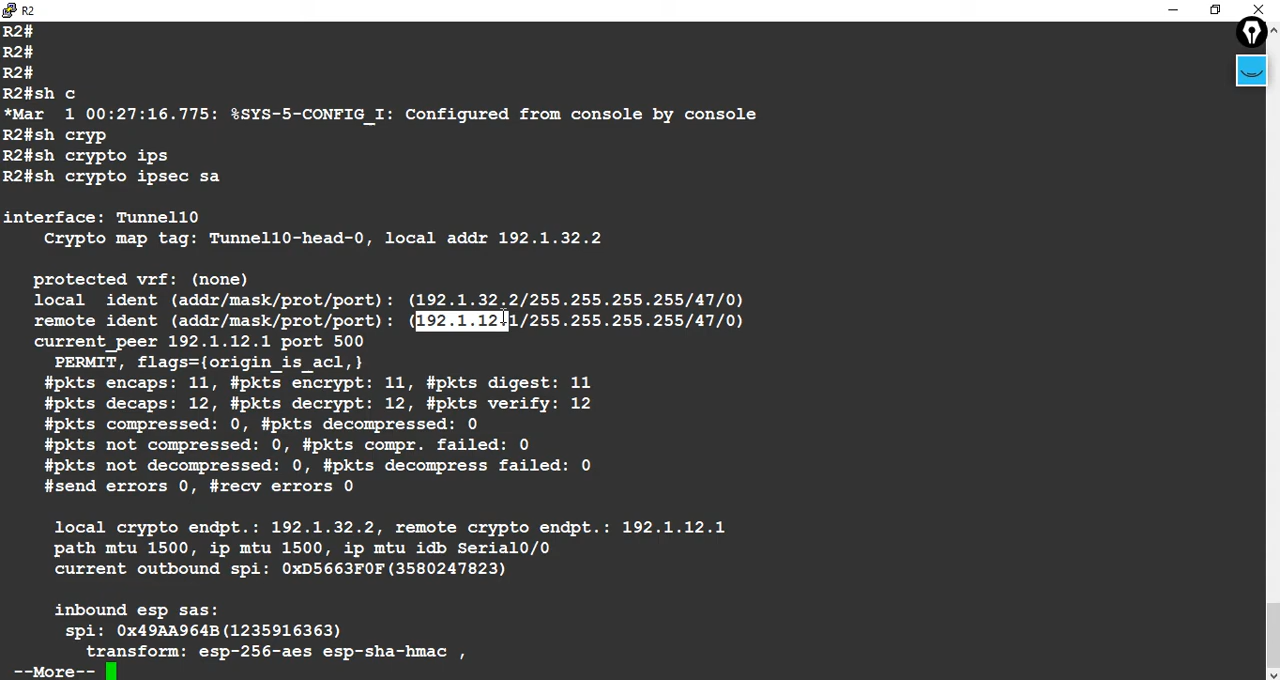 R2
R2#
R2#
R2#
R2#sh c
*Mar  1 00:27:16.775: %SYS-5-CONFIG_I: Configured from console by console
R2#sh cryp
R2#sh crypto ips
R2#sh crypto ipsec sa
interface: Tunnel10
Crypto map tag: Tunnel10-head-0, local addr 192.1.32.2
protected vrf: (none)
local  ident (addr/mask/prot/port): (192.1.32.2/255.255.255.255/47/0)
remote ident (addr/mask/prot/port): (192.1.12.1/255.255.255.255/47/0)
current_peer 192.1.12.1 port 500
PERMIT, flags={origin_is_acl,}
#pkts encaps: 11, #pkts encrypt: 11, #pkts digest: 11
#pkts decaps: 12, #pkts decrypt: 12, #pkts verify: 12
#pkts compressed: 0, #pkts decompressed: 0
#pkts not compressed: 0, #pkts compr. failed: 0
#pkts not decompressed: 0, #pkts decompress failed: 0
#send errors 0, #recv errors 0
local crypto endpt.: 192.1.32.2, remote crypto endpt.: 192.1.12.1
path mtu 1500, ip mtu 1500, ip mtu idb Serial0/0
current outbound spi: 0xD5663F0F(3580247823)
inbound esp sas:
spi: 0x49AA964B(1235916363)
transform: esp-256-aes esp-sha-hmac ,
--More--